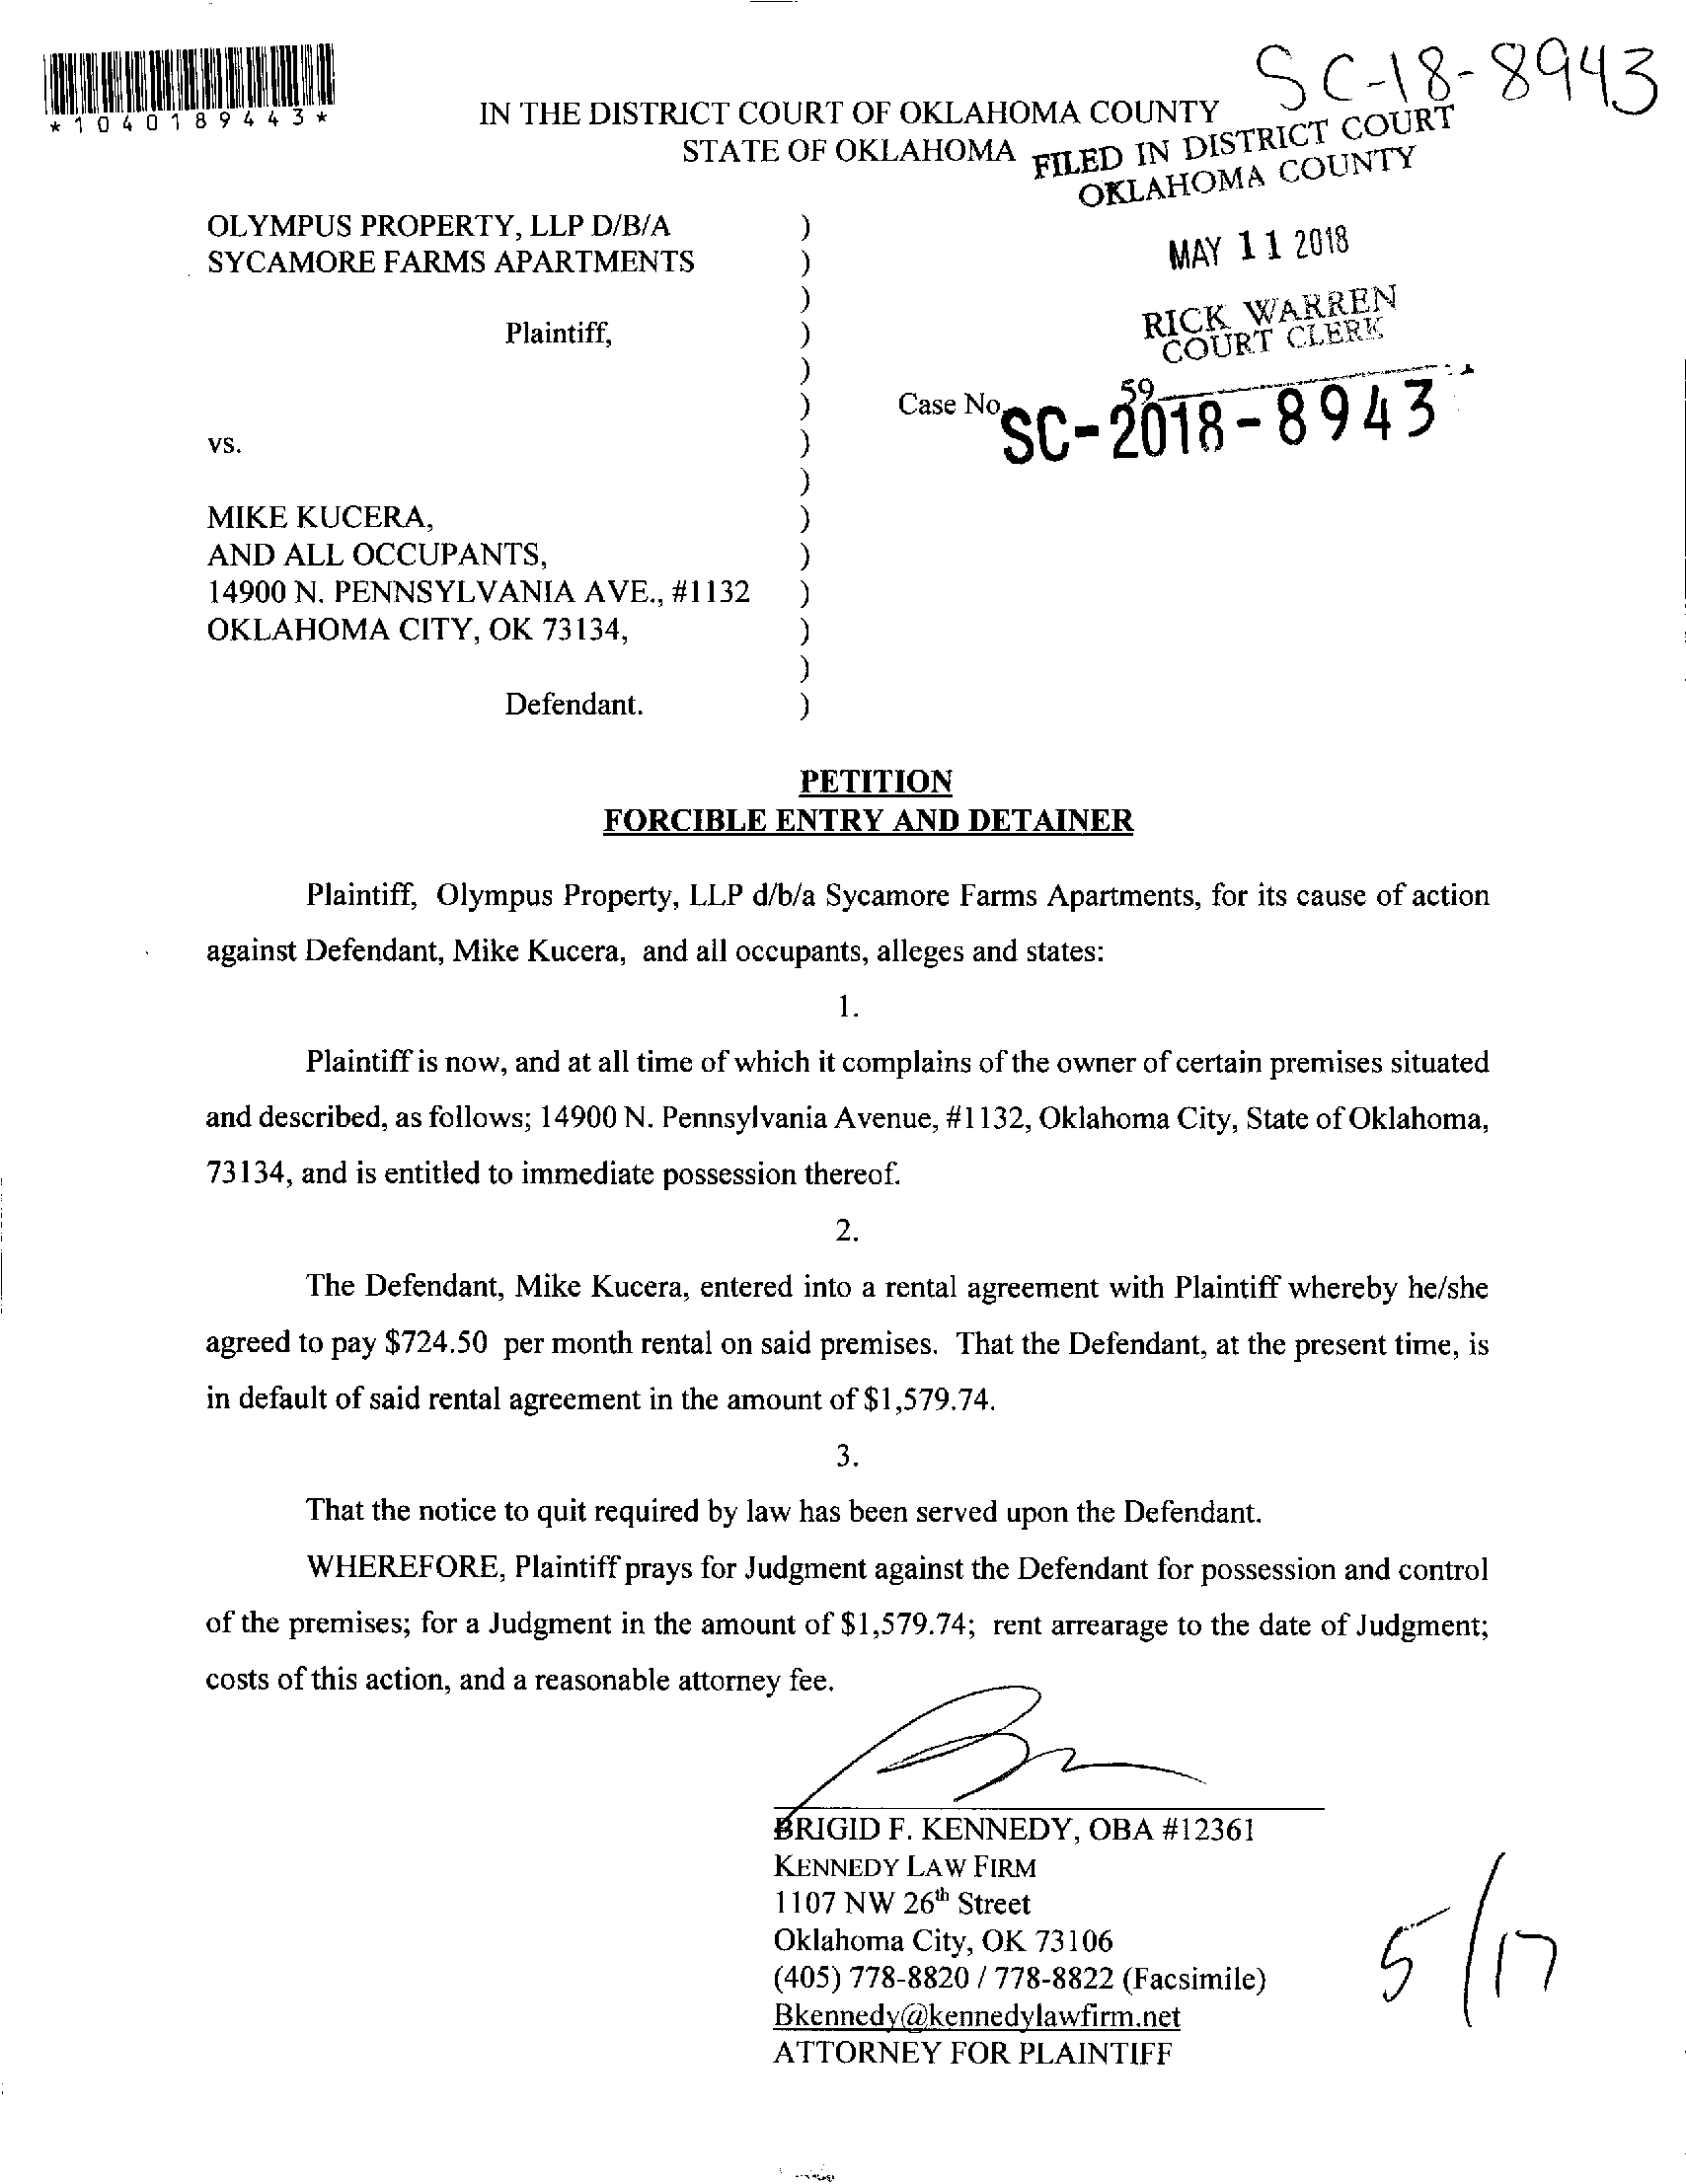 SC-18-8943
*1040189443*
IN THE DISTRICT COURT OF OKLAHOMA COUNTY
STATE OF OKLAHOMA
FILED IN DISTRICT COURT
OKLAHOMA COUNTY
MAY 11 2018
RICK WARREN
COURT CLERK
59
OLYMPUS PROPERTY, LLP D/B/A )
SYCAMORE FARMS APARTMENTS )
)
Plaintiff, )
)
) Case No. SC-2018-8943
vs. )
)
MIKE KUCERA, )
AND ALL OCCUPANTS, )
14900 N. PENNSYLVANIA AVE., #1132 )
OKLAHOMA CITY, OK 73134, )
)
Defendant. )
PETITION
FORCIBLE ENTRY AND DETAINER
Plaintiff, Olympus Property, LLP d/b/a Sycamore Farms Apartments, for its cause of action
against Defendant, Mike Kucera, and all occupants, alleges and states:
1.
Plaintiff is now, and at all time of which it complains of the owner of certain premises situated
and described, as follows; 14900 N. Pennsylvania Avenue, #1132, Oklahoma City, State of Oklahoma,
73134, and is entitled to immediate possession thereof.
2.
The Defendant, Mike Kucera, entered into a rental agreement with Plaintiff whereby he/she
agreed to pay $724.50 per month rental on said premises. That the Defendant, at the present time, is
in default of said rental agreement in the amount of $1,579.74.
3.
That the notice to quit required by law has been served upon the Defendant.
WHEREFORE, Plaintiff prays for Judgment against the Defendant for possession and control
of the premises; for a Judgment in the amount of $1,579.74; rent arrearage to the date of Judgment;
costs of this action, and a reasonable attorney fee.
BRIGID F. KENNEDY, OBA #12361
KENNEDY LAW FIRM
1107 NW 26th Street
Oklahoma City, OK 73106
(405) 778-8820 / 778-8822 (Facsimile)
Bkennedy@kennedylawfirm.net
ATTORNEY FOR PLAINTIFF
5/17